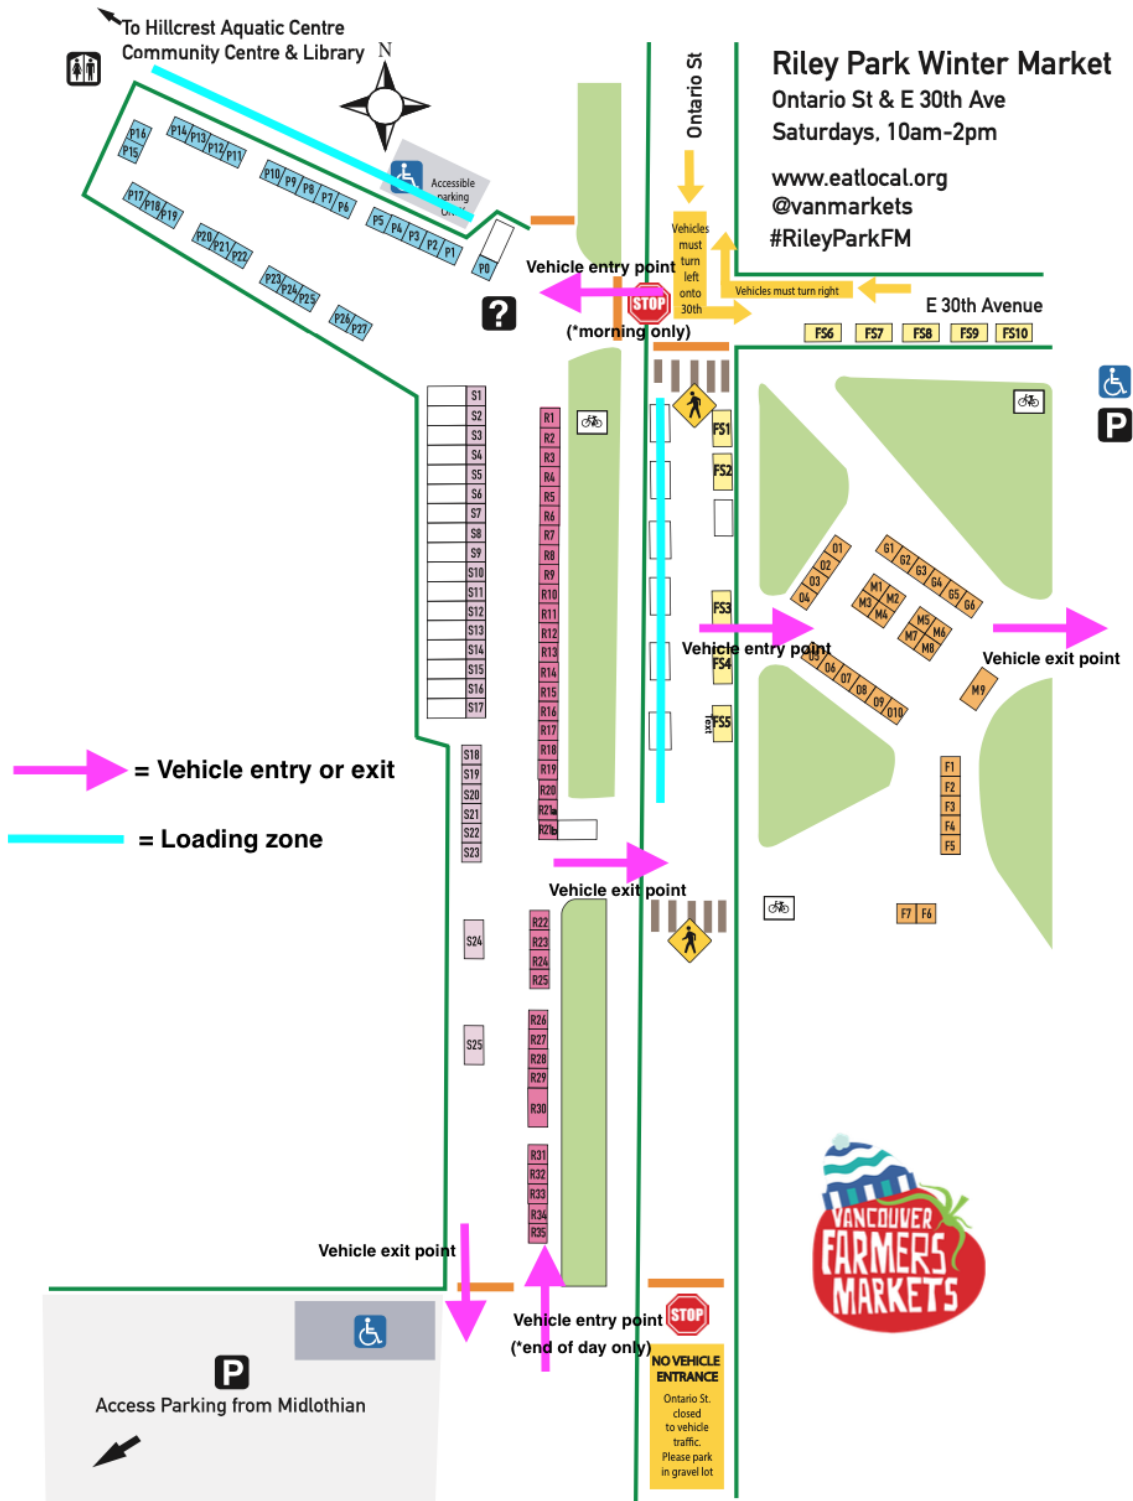 To Hillcrest Aquatic Centre
Community Centre & Library
N
Ontario St
Riley Park Winter Market
Ontario St & E 30th Ave
Saturdays, 10am-2pm
www.eatlocal.org
@vanmarkets
#RileyParkFM
P16
P15
P14
P13
P12
P11
P10
P9
P8
P7
P6
P5
P4
P3
P2
P1
P0
P17
P18
P19
P20
P21
P22
P23
P24
P25
P26
P27
Accessible
parking
ONLY
Vehicles
must
turn
left
onto
30th
Vehicles must turn right
E 30th Avenue
Vehicle entry point
STOP
(*morning only)
?
FS6
FS7
FS8
FS9
FS10
P
S1
S2
S3
S4
S5
S6
S7
S8
S9
S10
S11
S12
S13
S14
S15
S16
S17
S18
S19
S20
S21
S22
S23
S24
S25
R1
R2
R3
R4
R5
R6
R7
R8
R9
R10
R11
R12
R13
R14
R15
R16
R17
R18
R19
R20
R21a
R21b
R22
R23
R24
R25
R26
R27
R28
R29
R30
R31
R32
R33
R34
R35
FS1
FS2
FS3
FS4
FS5
Text
Vehicle entry point
O1
O2
O3
O4
O5
O6
O7
O8
O9
O10
G1
G2
G3
G4
G5
G6
M1
M2
M3
M4
M5
M6
M7
M8
M9
Vehicle exit point
F1
F2
F3
F4
F5
F7
F6
= Vehicle entry or exit
= Loading zone
Vehicle exit point
Vehicle exit point
Vehicle entry point
(*end of day only)
STOP
NO VEHICLE
ENTRANCE
Ontario St.
closed
to vehicle
traffic.
Please park
in gravel lot
P
Access Parking from Midlothian
VANCOUVER
FARMERS
MARKETS